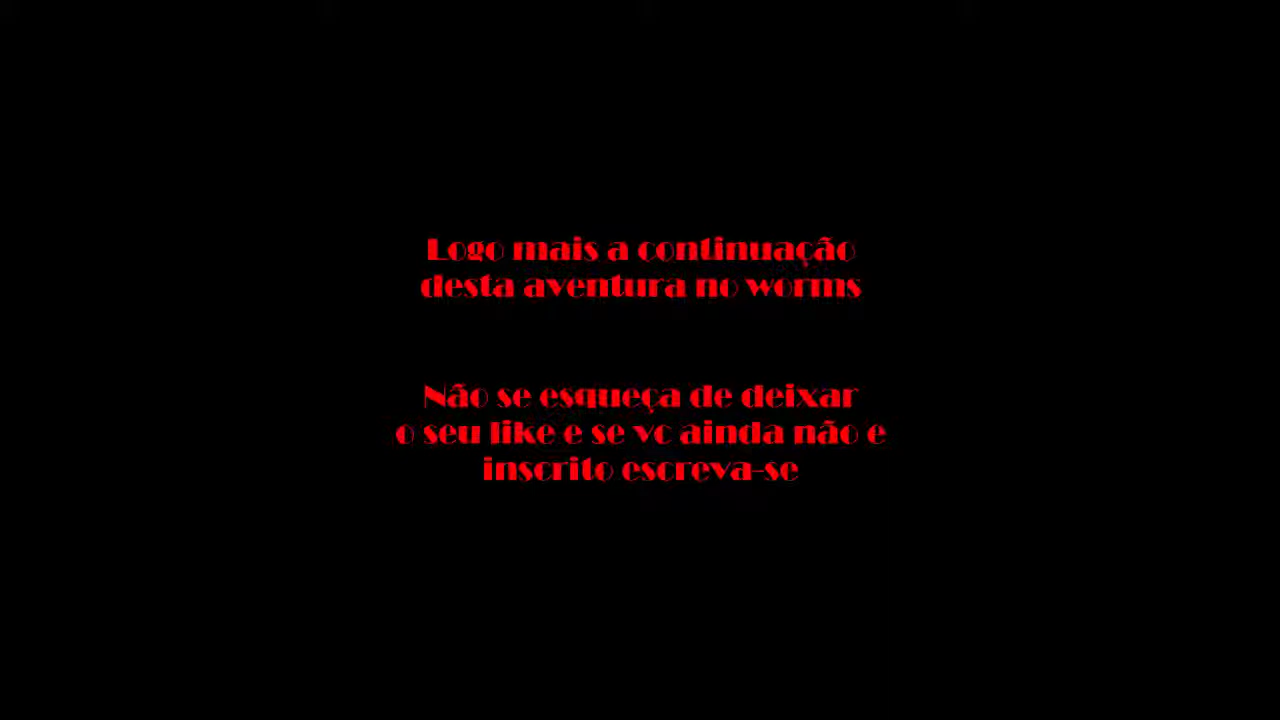 Logo mais a continuação
desta aventura no worms
Não se esqueça de deixar
o seu like e se vc ainda não e
inscrito escreva-se